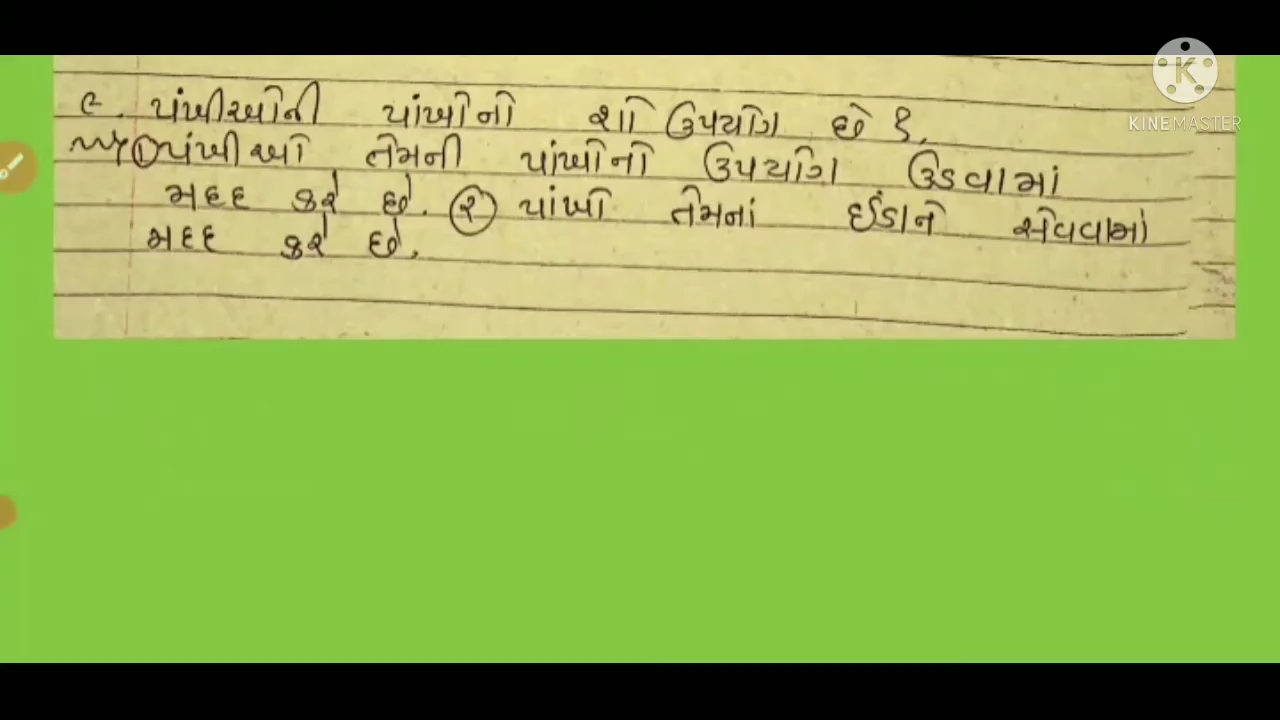 ૯. પંખીઓની પાંખોનો શો ઉપયોગ છે ?
જ. ① પંખીઓ તેમની પાંખોનો ઉપયોગ ઉડવામાં
મદદ કરે છે. ② પાંખો તેમનાં ઈંડાને સેવવામાં
મદદ કરે છે.
K
KINEMASTER